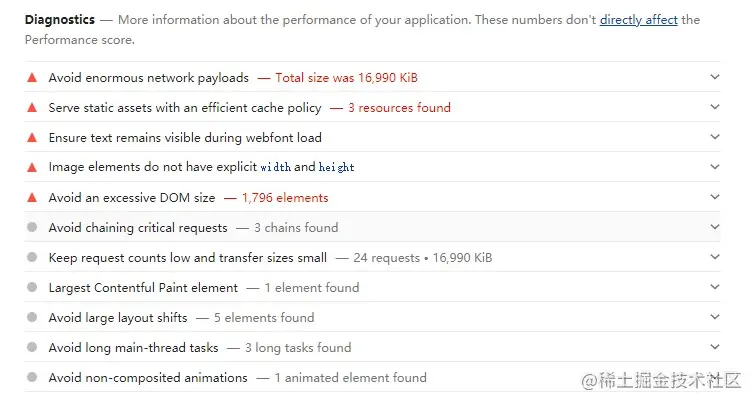 Diagnostics — More information about the performance of your application. These numbers don't directly affect the
Performance score.
Avoid enormous network payloads — Total size was 16,990 KiB
Serve static assets with an efficient cache policy — 3 resources found
Ensure text remains visible during webfont load
Image elements do not have explicit width and height
Avoid an excessive DOM size — 1,796 elements
Avoid chaining critical requests — 3 chains found
Keep request counts low and transfer sizes small — 24 requests • 16,990 KiB
Largest Contentful Paint element — 1 element found
Avoid large layout shifts — 5 elements found
Avoid long main-thread tasks — 3 long tasks found
Avoid non-composited animations — 1 animated element found
@稀土掘金技术社区